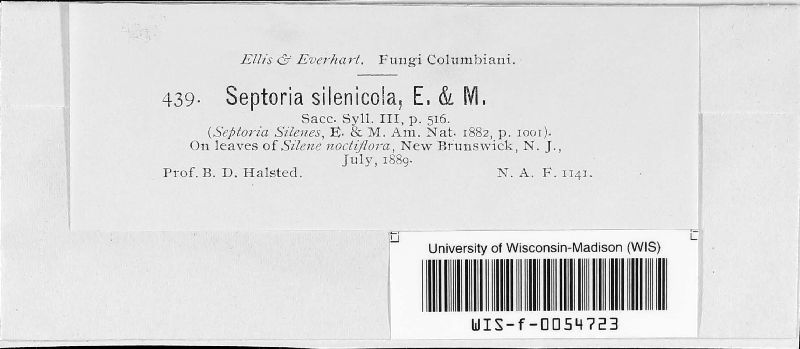 Ellis & Everhart. Fungi Columbiani.
439. Septoria silenicola, E. & M.
Sacc. Syll. III, p. 516.
(Septoria Silenes, E. & M. Am. Nat. 1882, p. 1001).
On leaves of Silene noctiflora, New Brunswick, N. J.,
July, 1889.
Prof. B. D. Halsted. N. A. F. 1141.
University of Wisconsin-Madison (WIS)
WIS-f-0054723